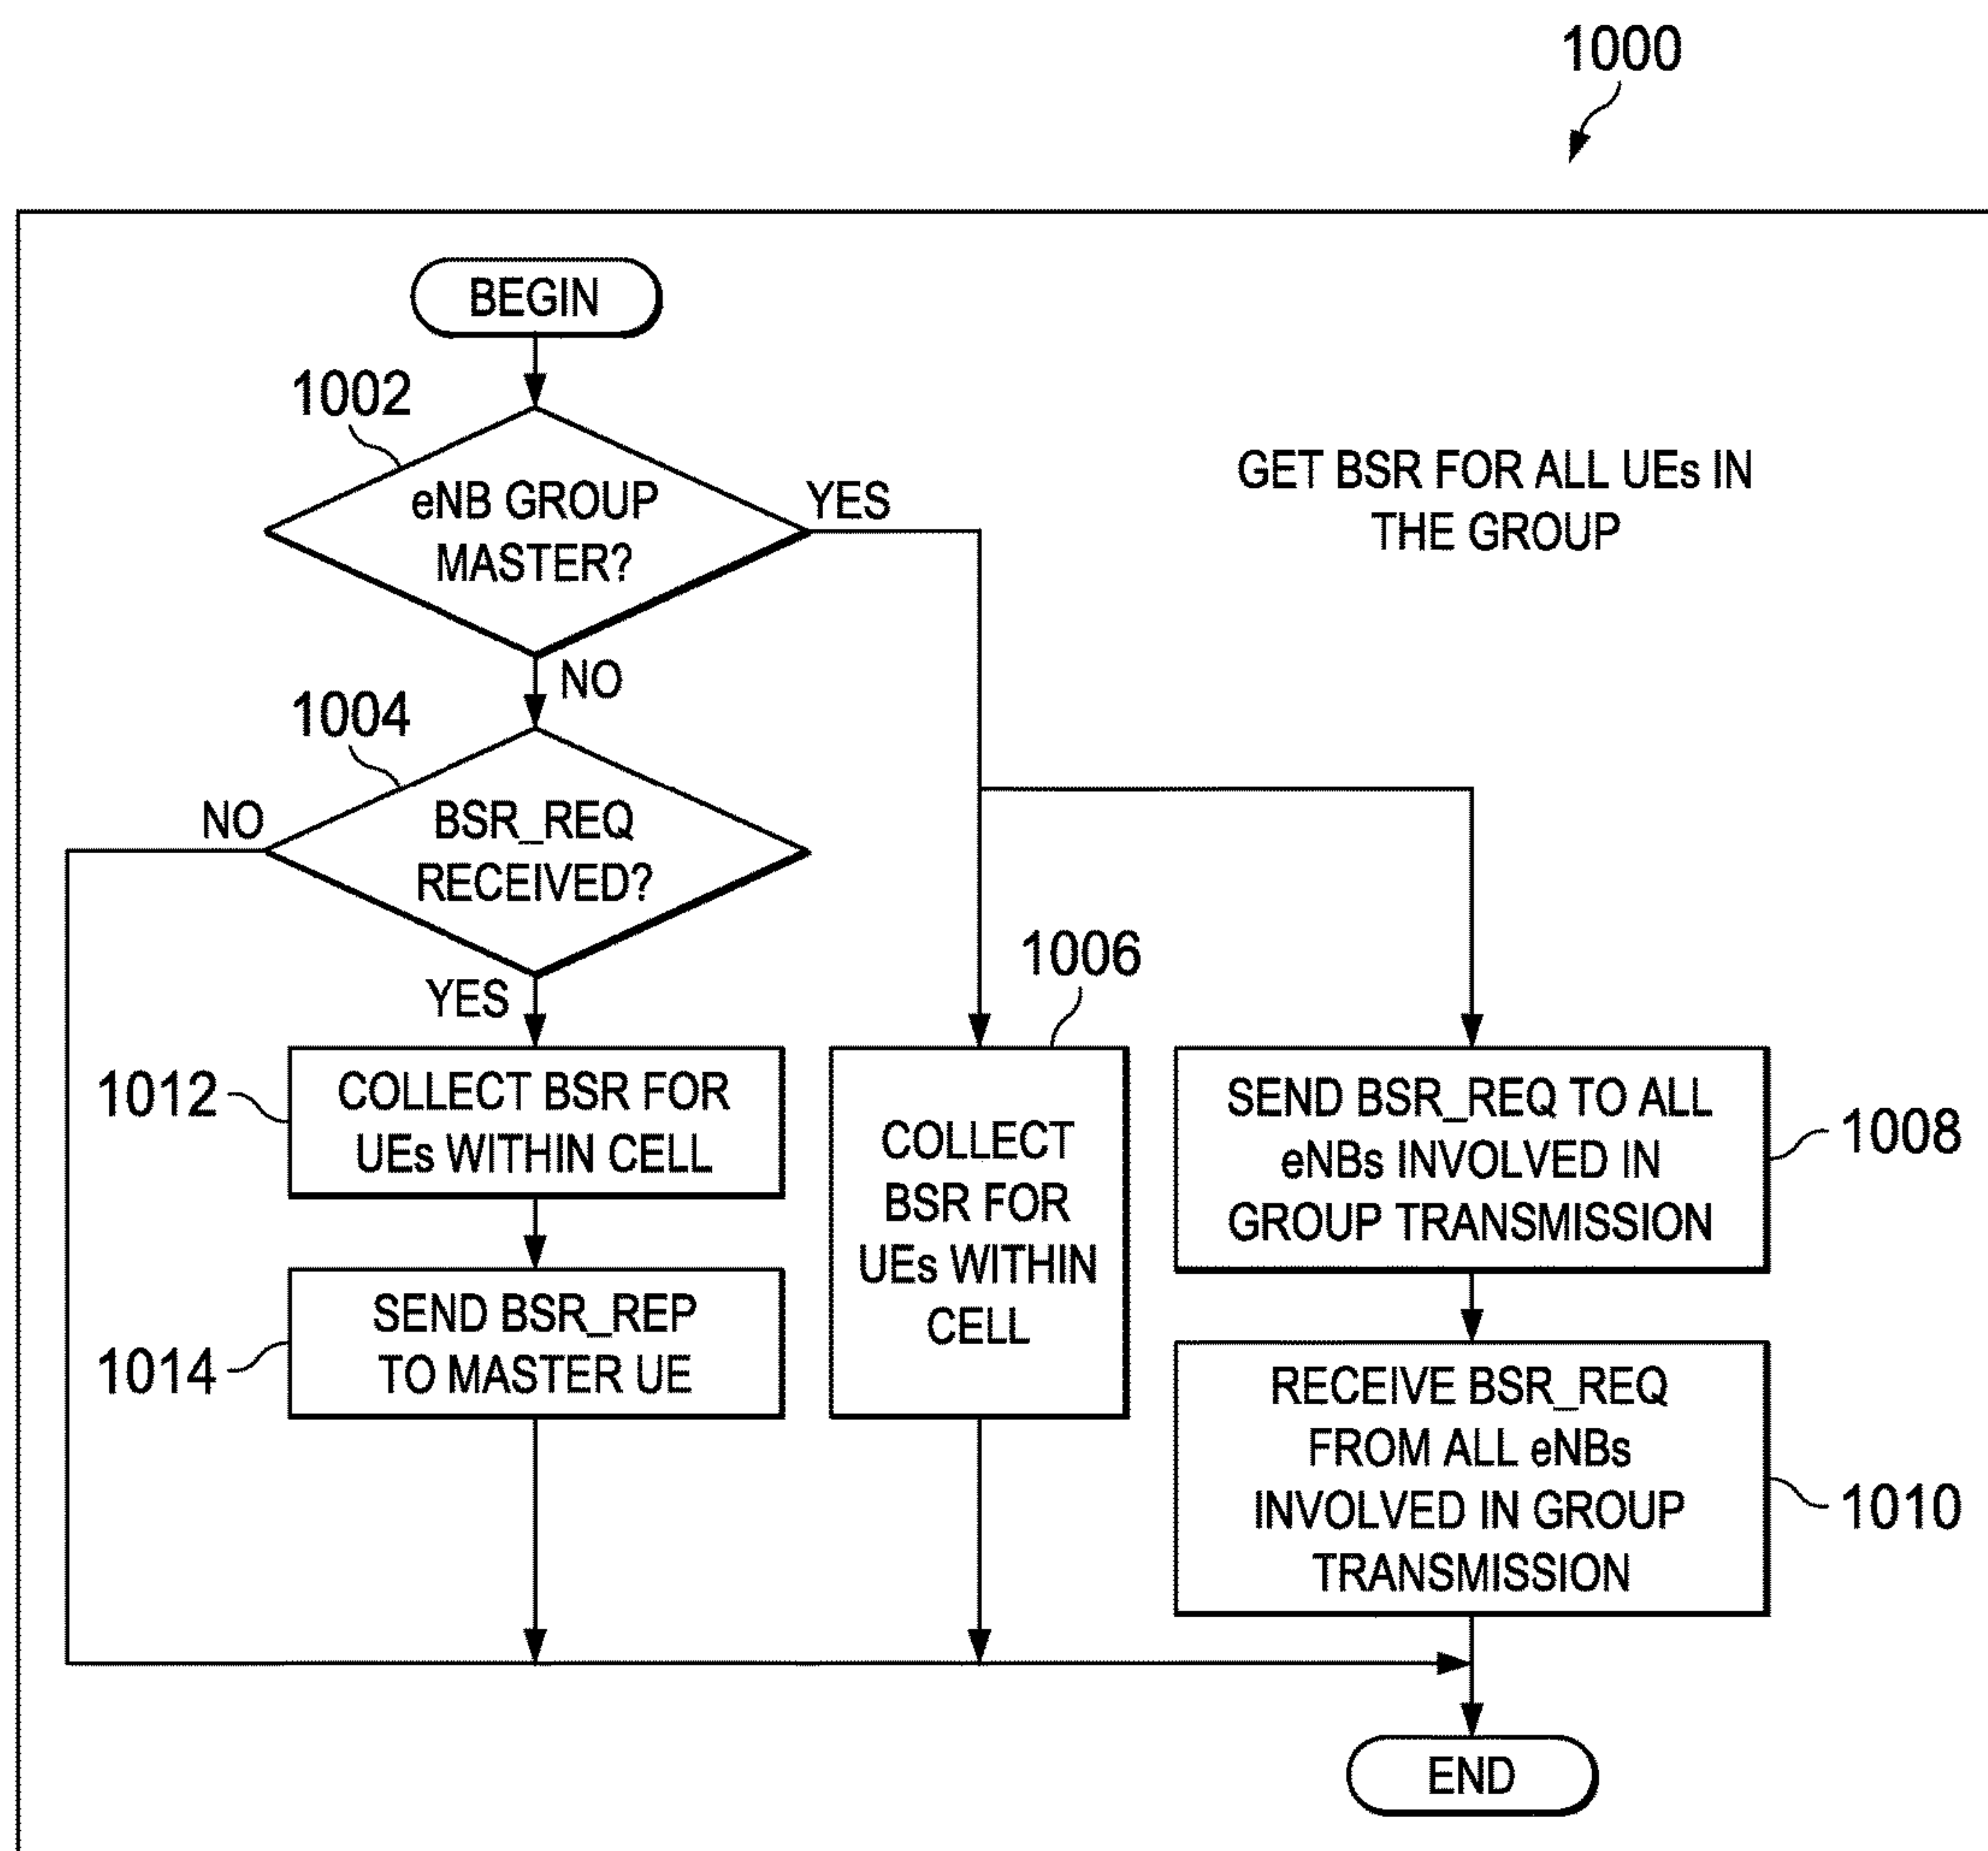 1000
BEGIN
1002
eNB GROUP
MASTER?
YES
GET BSR FOR ALL UEs IN
THE GROUP
NO
1004
NO
BSR_REQ
RECEIVED?
YES
1006
1012
COLLECT BSR FOR
UEs WITHIN CELL
COLLECT
BSR FOR
UEs WITHIN
CELL
SEND BSR_REQ TO ALL
eNBs INVOLVED IN
GROUP TRANSMISSION
1008
1014
SEND BSR_REP
TO MASTER UE
RECEIVE BSR_REQ
FROM ALL eNBs
INVOLVED IN GROUP
TRANSMISSION
1010
END